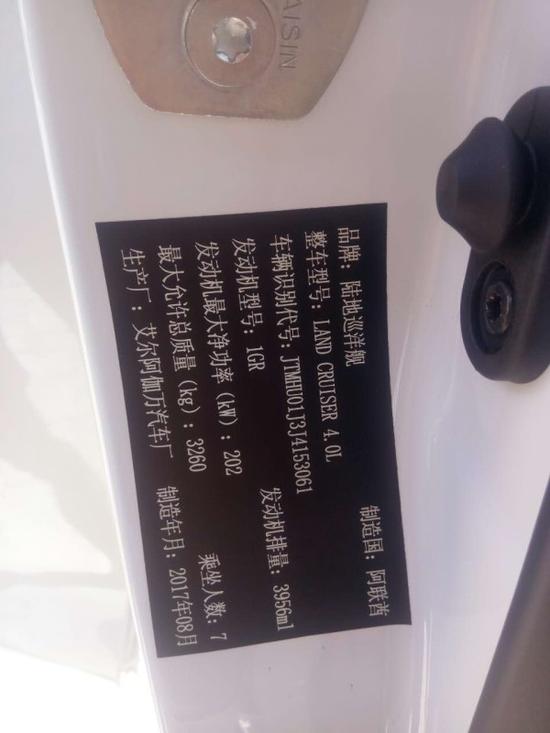 AISIN
品牌：陆地巡洋舰 制造国：阿联酋
整车型号：LAND CRUISER 4.0L
车辆识别代号：JTMHU01J3J4153061
发动机型号：1GR 发动机排量：3956ml
发动机最大净功率（kW）：202
最大允许总质量（kg）：3260 乘坐人数：7
生产厂：艾尔阿伽万汽车厂 制造年月：2017年08月